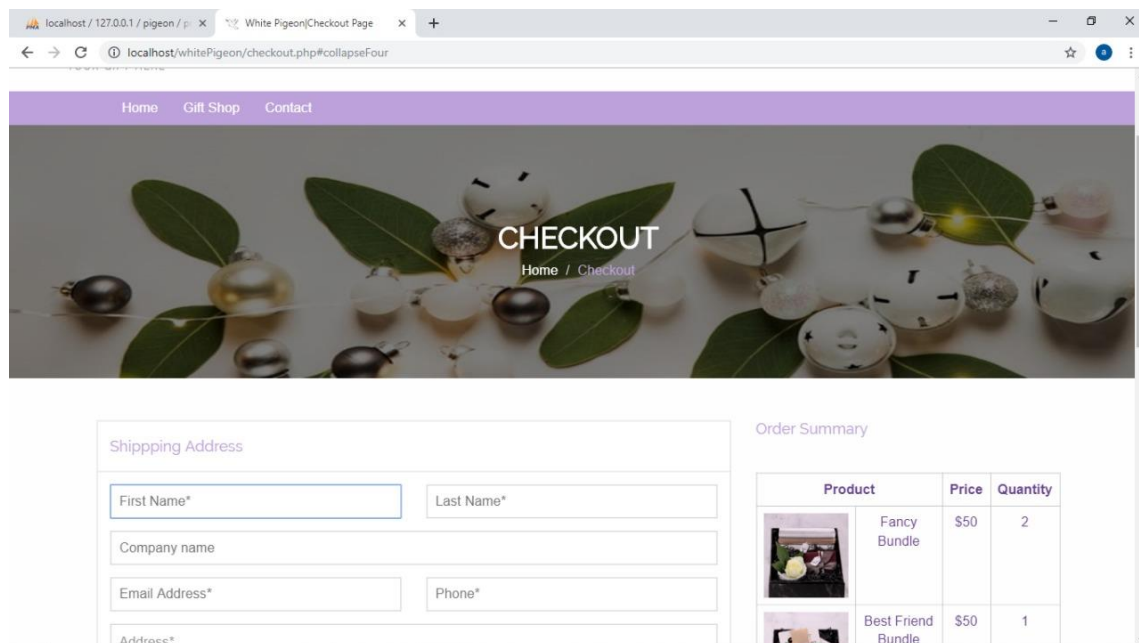 localhost / 127.0.0.1 / pigeon / p
White Pigeon|Checkout Page
localhost/whitePigeon/checkout.php#collapseFour
a
Home Gift Shop Contact
CHECKOUT
Home / Checkout
Shippping Address
First Name* Last Name*
Company name
Email Address* Phone*
Address*
Order Summary
Product Price Quantity
Fancy Bundle $50 2
Best Friend Bundle $50 1